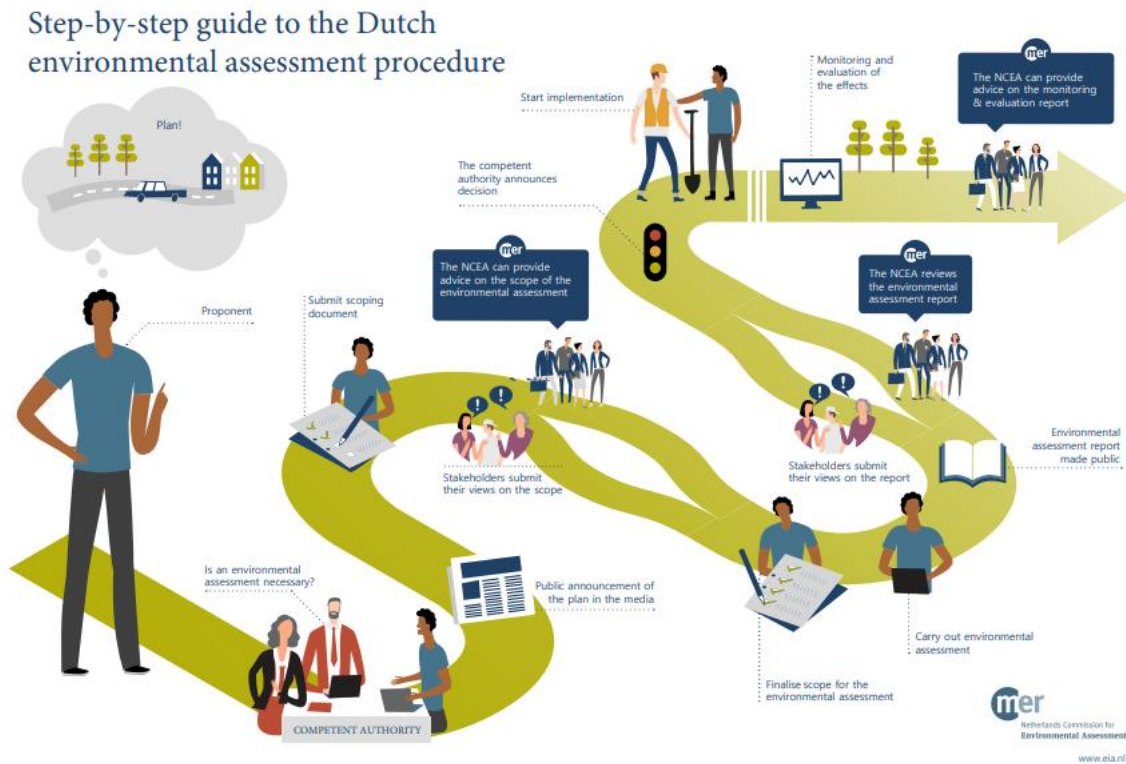 Step-by-step guide to the Dutch
environmental assessment procedure
Plan!
Proponent
Is an environmental
assessment necessary?
COMPETENT AUTHORITY
Public announcement of
the plan in the media
Submit scoping
document
mer
The NCEA can provide
advice on the scope of the
environmental assessment
Stakeholders submit
their views on the scope
Finalise scope for the
environmental assessment
Carry out environmental
assessment
Environmental
assessment report
made public
mer
The NCEA reviews
the environmental
assessment report
Stakeholders submit
their views on the report
The competent
authority announces
decision
Start implementation
Monitoring and
evaluation of
the effects
mer
The NCEA can provide
advice on the monitoring
& evaluation report
mer
Netherlands Commission for
Environmental Assessment
www.eia.nl